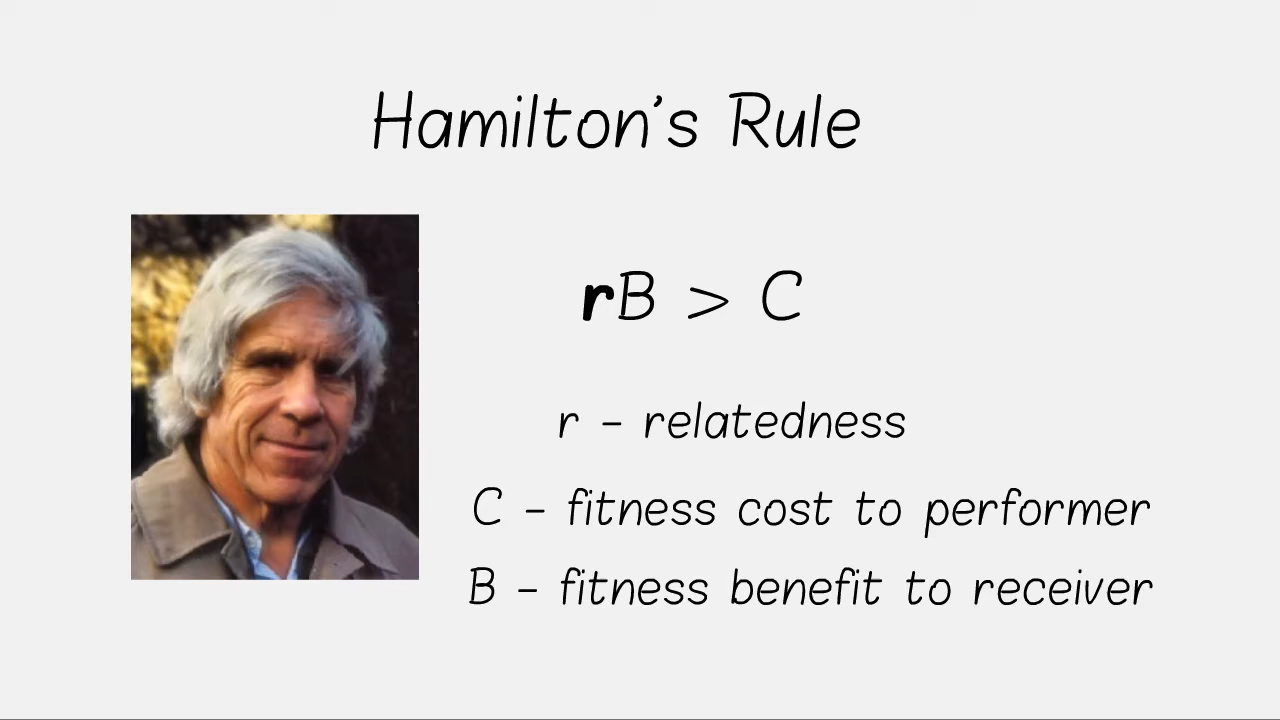 Hamilton's Rule
rB > C
r - relatedness
C - fitness cost to performer
B - fitness benefit to receiver